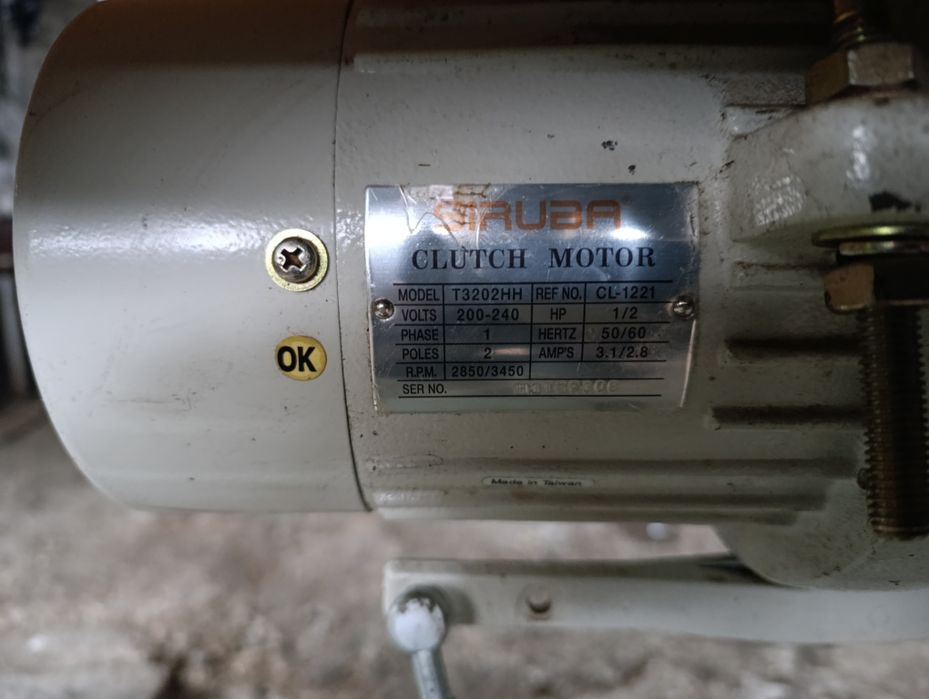 SIRUBA
CLUTCH MOTOR
MODEL T3202HH REF NO. CL-1221
VOLTS 200-240 HP 1/2
PHASE 1 HERTZ 50/60
POLES 2 AMP'S 3.1/2.8
R.P.M. 2850/3450
SER NO.
OK
Made in Taiwan